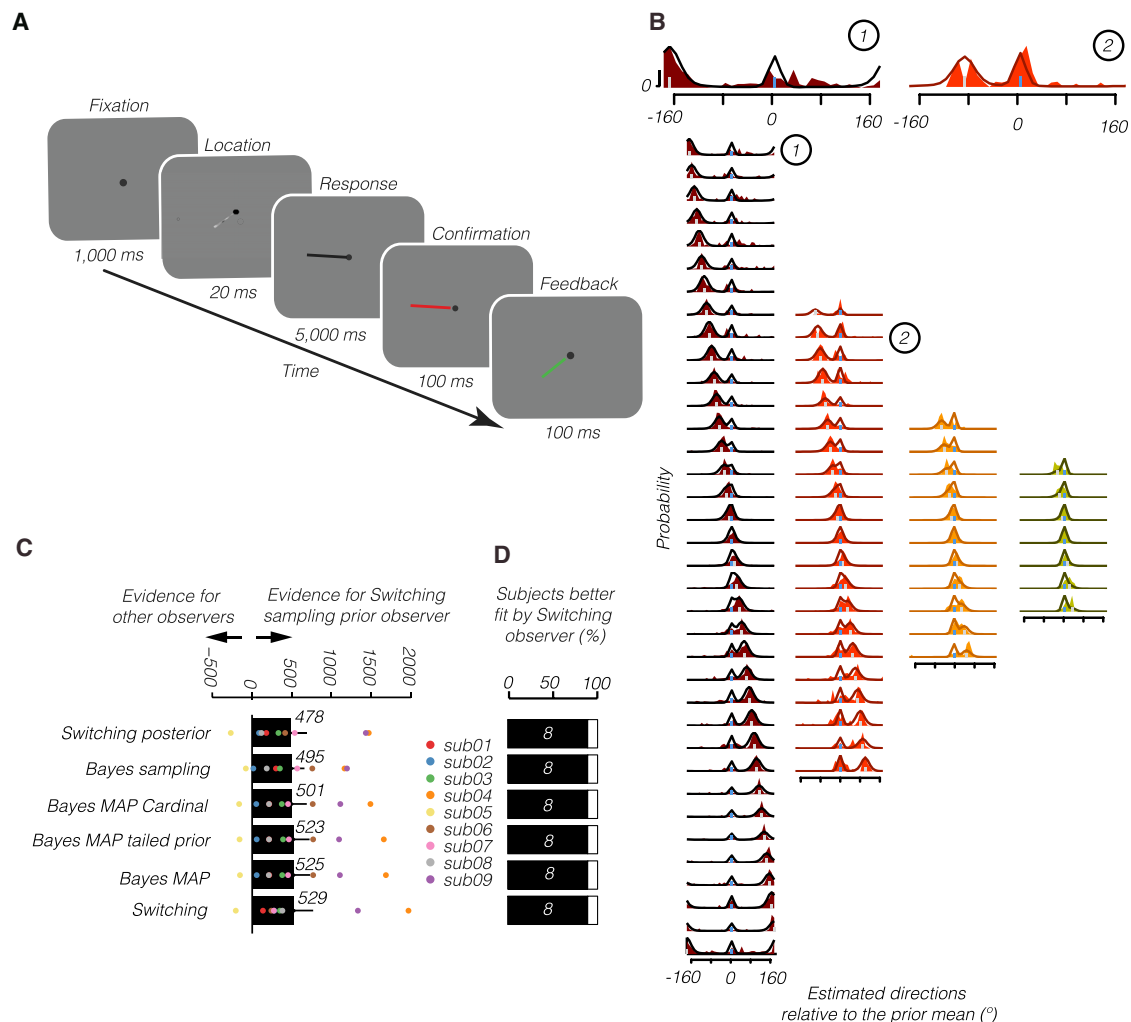 A
Fixation
1,000 ms
Location
20 ms
Response
5,000 ms
Confirmation
100 ms
Feedback
100 ms
Time
B
1
0
-160
0
160
2
-160
0
160
1
2
Probability
-160
0
160
Estimated directions
relative to the prior mean (°)
C
Evidence for
other observers
Evidence for Switching
sampling prior observer
-500
0
500
1000
1500
2000
Switching posterior
478
Bayes sampling
495
Bayes MAP Cardinal
501
Bayes MAP tailed prior
523
Bayes MAP
525
Switching
529
sub01
sub02
sub03
sub04
sub05
sub06
sub07
sub08
sub09
D
Subjects better
fit by Switching
observer (%)
0
50
100
8
8
8
8
8
8